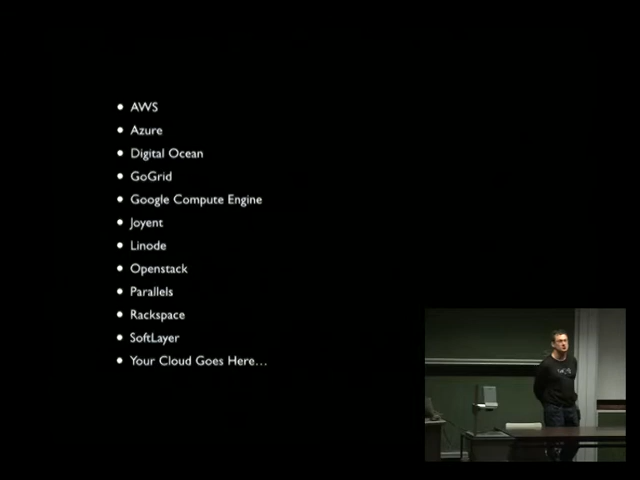 • AWS
• Azure
• Digital Ocean
• GoGrid
• Google Compute Engine
• Joyent
• Linode
• Openstack
• Parallels
• Rackspace
• SoftLayer
• Your Cloud Goes Here…